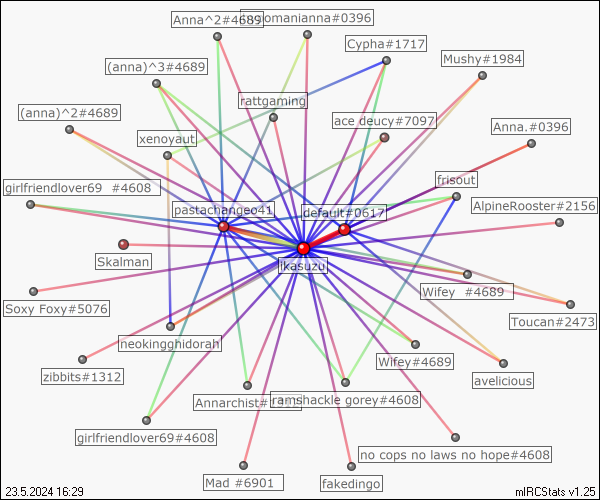 Anna^2#4689
nomanianna#0396
Cypha#1717
Mushy#1984
(anna)^3#4689
rattgaming
(anna)^2#4689
ace deucy#7097
Anna.#0396
xenoyaut
frisout
girlfriendlover69 #4608
pastachangeo41
default#0617
AlpineRooster#2156
Skalman
ikasuzu
Wifey #4689
Soxy Foxy#5076
Toucan#2473
neokingghidorah
Wifey#4689
zibbits#1312
avelicious
Annarchist#
ramshackle gorey#4608
girlfriendlover69#4608
no cops no laws no hope#4608
Mad #6901
fakedingo
23.5.2024 16:29
mIRCStats v1.25